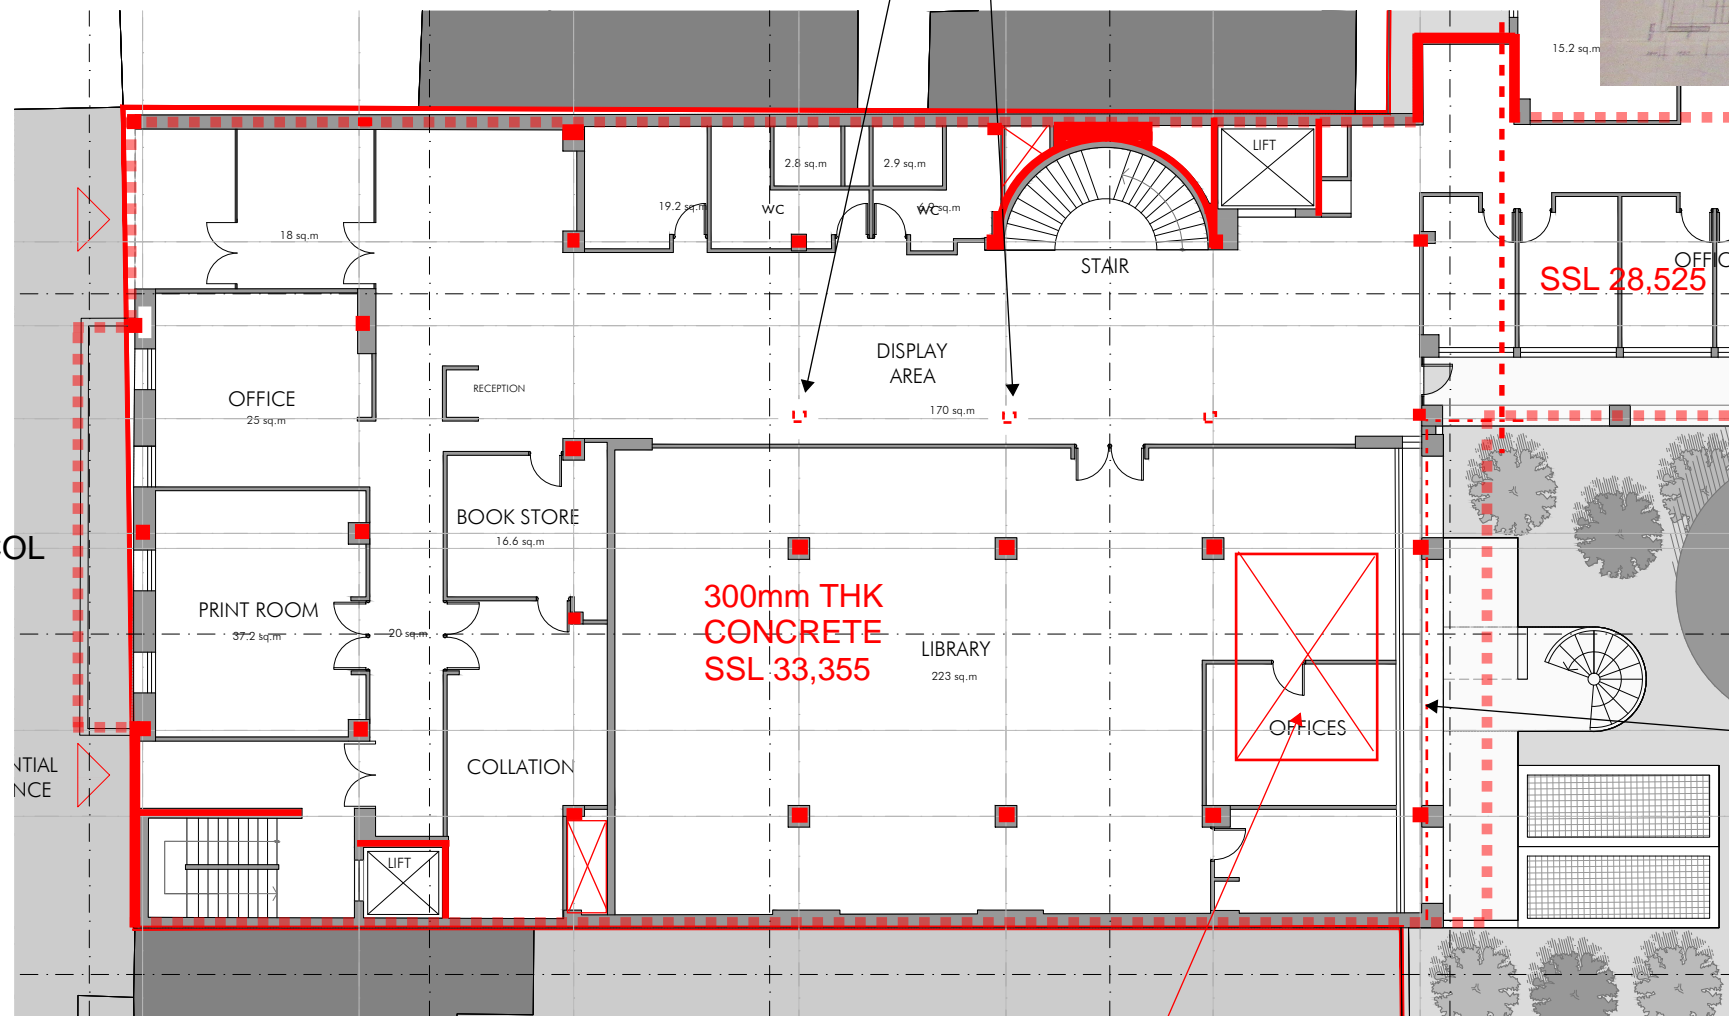 15.2 sq.m
LIFT
2.8 sq.m
2.9 sq.m
19.2 sq.m
WC
WC
18 sq.m
STAIR
OFFIC
SSL 28,525
DISPLAY
AREA
170 sq.m
RECEPTION
OFFICE
25 sq.m
BOOK STORE
16.6 sq.m
OL
300mm THK
CONCRETE
SSL 33,355
PRINT ROOM
37.2 sq.m
20 sq.m
LIBRARY
223 sq.m
OFFICES
NTIAL
NCE
COLLATION
LIFT